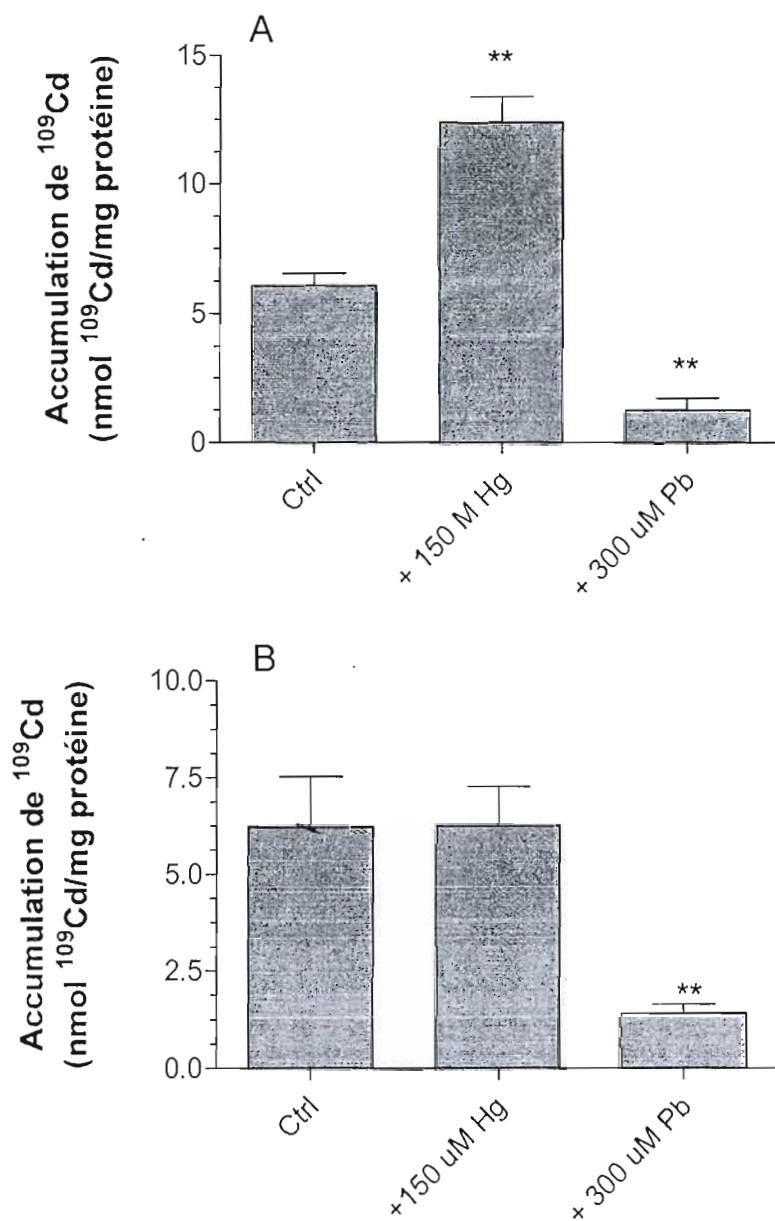 A
Accumulation de ¹⁰⁹Cd
(nmol ¹⁰⁹Cd/mg protéine)
15
10
5
0
**
**
Ctrl
+ 150 M Hg
+ 300 uM Pb
B
Accumulation de ¹⁰⁹Cd
(nmol ¹⁰⁹Cd/mg protéine)
10.0
7.5
5.0
2.5
0.0
**
Ctrl
+150 uM Hg
+ 300 uM Pb